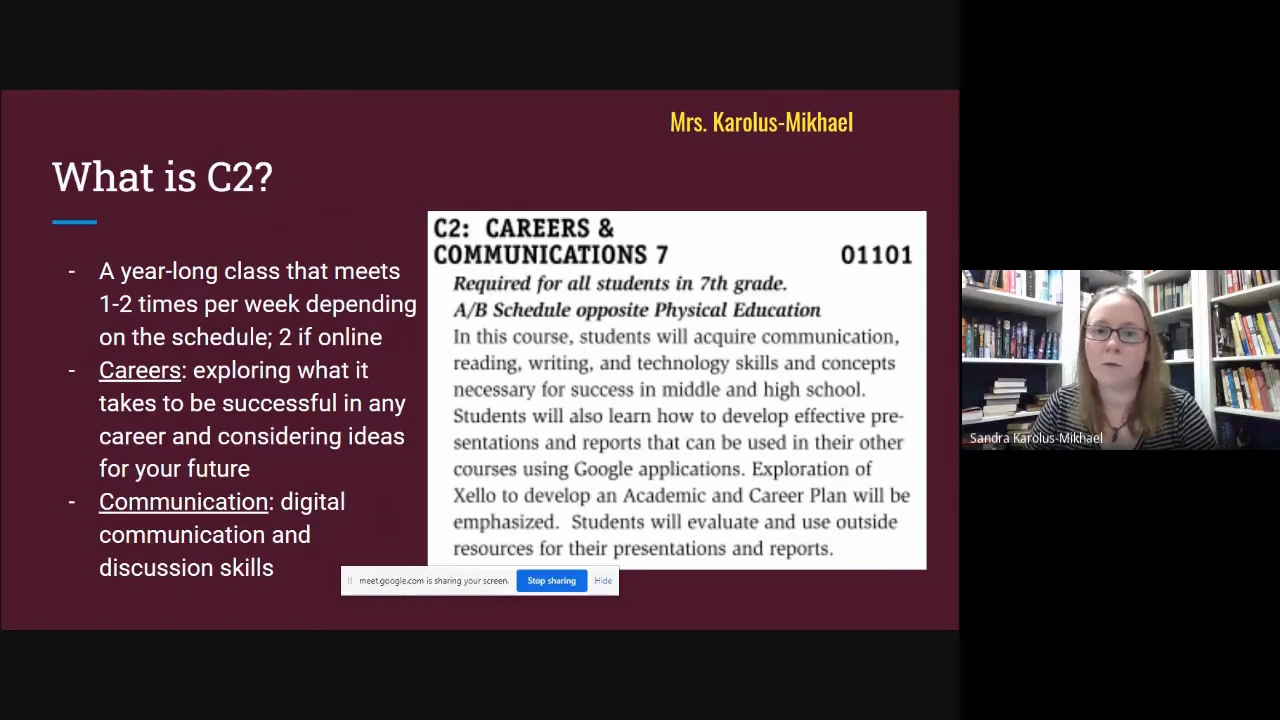 Mrs. Karolus-Mikhael
What is C2?
- A year-long class that meets
1-2 times per week depending
on the schedule; 2 if online
- Careers: exploring what it
takes to be successful in any
career and considering ideas
for your future
- Communication: digital
communication and
discussion skills
C2: CAREERS &
COMMUNICATIONS 7 01101
Required for all students in 7th grade.
A/B Schedule opposite Physical Education
In this course, students will acquire communication,
reading, writing, and technology skills and concepts
necessary for success in middle and high school.
Students will also learn how to develop effective pre-
sentations and reports that can be used in their other
courses using Google applications. Exploration of
Xello to develop an Academic and Career Plan will be
emphasized. Students will evaluate and use outside
resources for their presentations and reports.
meet.google.com is sharing your screen. Stop sharing Hide
Sandra Karolus-Mikhael